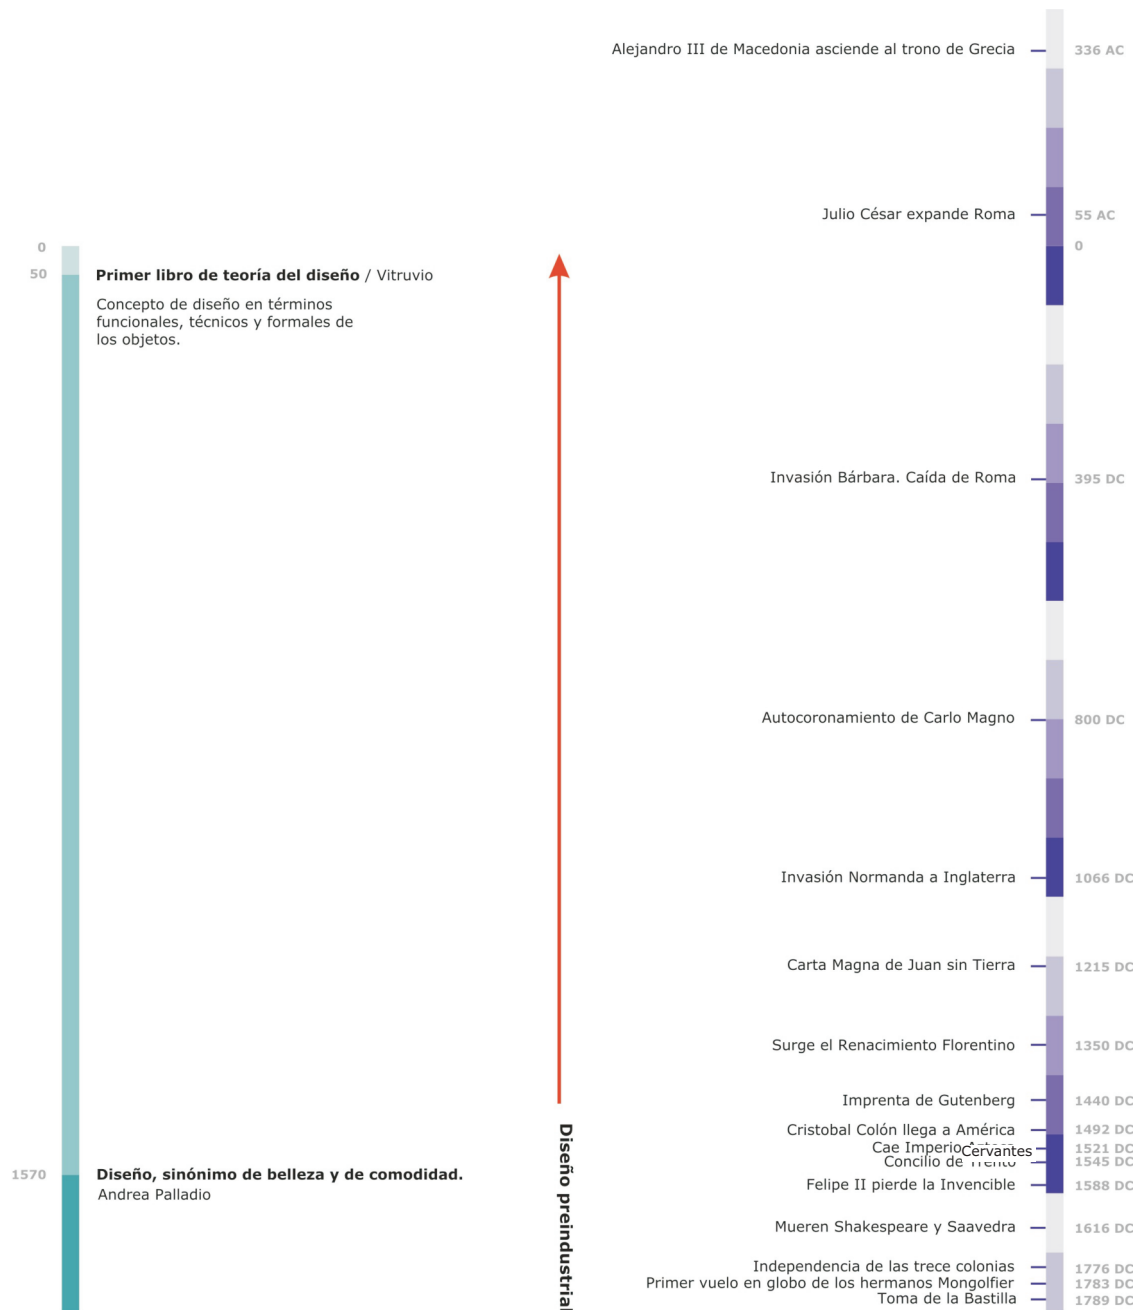 Alejandro III de Macedonia asciende al trono de Grecia 336 AC
Julio César expande Roma 55 AC
0 0
50 Primer libro de teoría del diseño / Vitruvio
Concepto de diseño en términos
funcionales, técnicos y formales de
los objetos.
Invasión Bárbara. Caída de Roma 395 DC
Autocoronamiento de Carlo Magno 800 DC
Invasión Normanda a Inglaterra 1066 DC
Carta Magna de Juan sin Tierra 1215 DC
Surge el Renacimiento Florentino 1350 DC
Imprenta de Gutenberg 1440 DC
Cristobal Colón llega a América 1492 DC
Cae Imperio 1521 DC
Cervantes
Concilio de Trento 1545 DC
1570 Diseño, sinónimo de belleza y de comodidad.
Andrea Palladio
Felipe II pierde la Invencible 1588 DC
Mueren Shakespeare y Saavedra 1616 DC
Independencia de las trece colonias 1776 DC
Primer vuelo en globo de los hermanos Mongolfier 1783 DC
Toma de la Bastilla 1789 DC
Diseño preindustrial